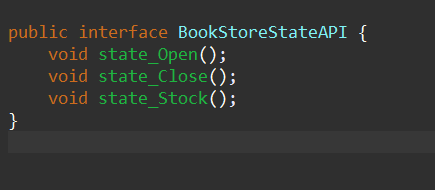 public interface BookStoreStateAPI {
    void state_Open();
    void state_Close();
    void state_Stock();
}